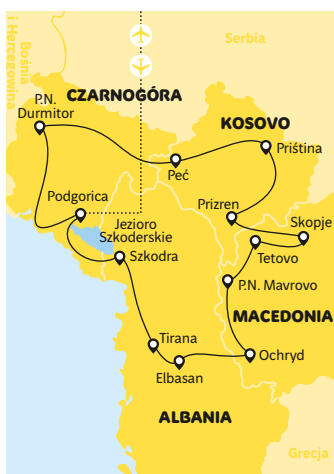 Bośnia
i Hercegowina
Serbia
CZARNOGÓRA
P.N.
Durmitor
KOSOVO
Priština
Peć
Podgorica
Prizren
Jezioro
Szkoderskie
Skopje
Szkodra
Tetovo
P.N. Mavrovo
MACEDONIA
Tirana
Ochryd
Elbasan
ALBANIA
Grecja